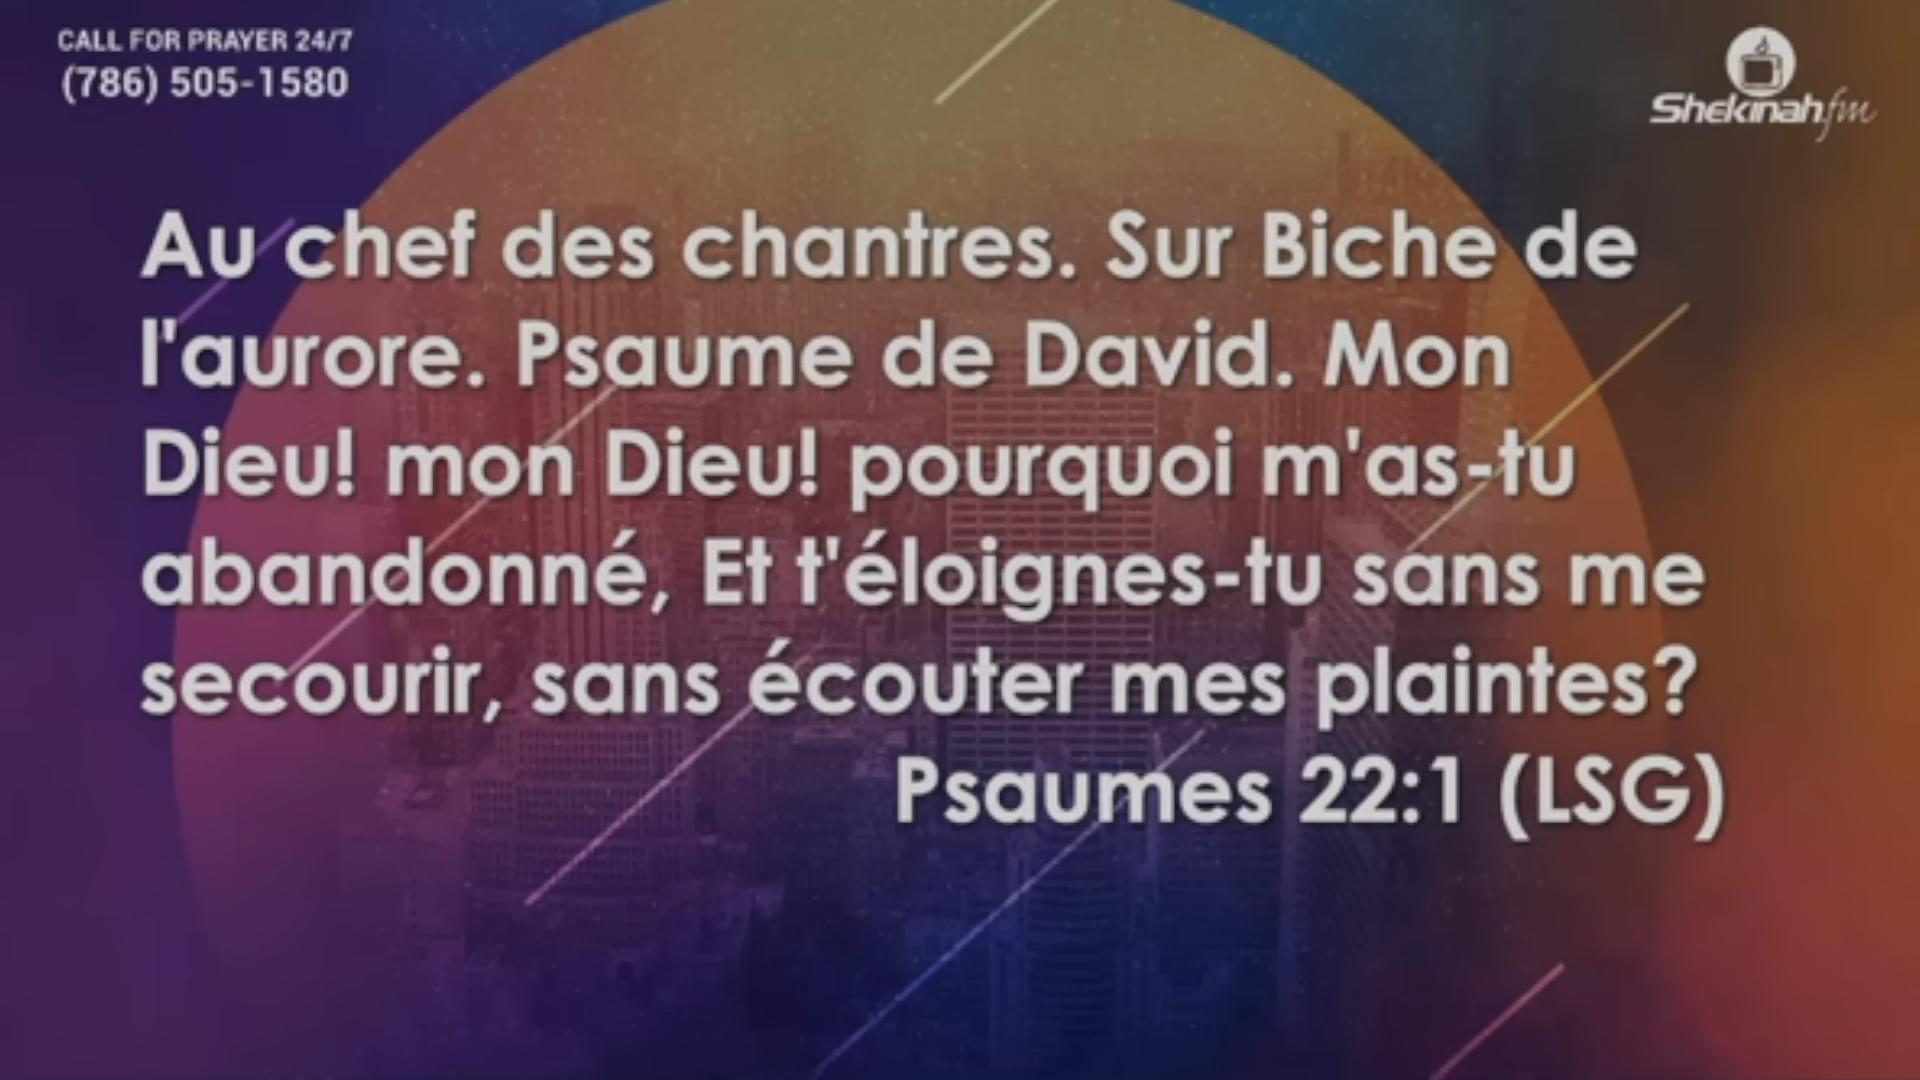 CALL FOR PRAYER 24/7
(786) 505-1580
Shekinah.fm
Au chef des chantres. Sur Biche de
l'aurore. Psaume de David. Mon
Dieu! mon Dieu! pourquoi m'as-tu
abandonné, Et t'éloignes-tu sans me
secourir, sans écouter mes plaintes?
Psaumes 22:1 (LSG)